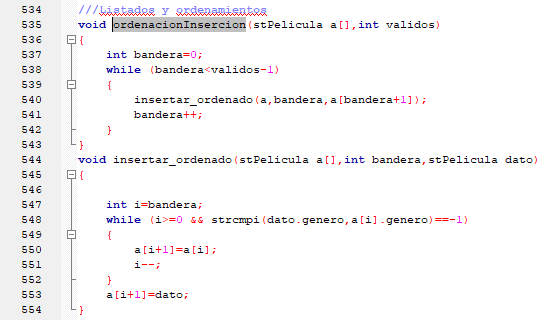 534 ///Listados y ordenamientos
535 void ordenacionInsercion(stPelicula a[],int validos)
536 {
537 int bandera=0;
538 while (bandera<validos-1)
539 {
540 insertar_ordenado(a,bandera,a[bandera+1]);
541 bandera++;
542 }
543 }
544 void insertar_ordenado(stPelicula a[],int bandera,stPelicula dato)
545 {
546
547 int i=bandera;
548 while (i>=0 && strcmpi(dato.genero,a[i].genero)==-1)
549 {
550 a[i+1]=a[i];
551 i--;
552 }
553 a[i+1]=dato;
554 }